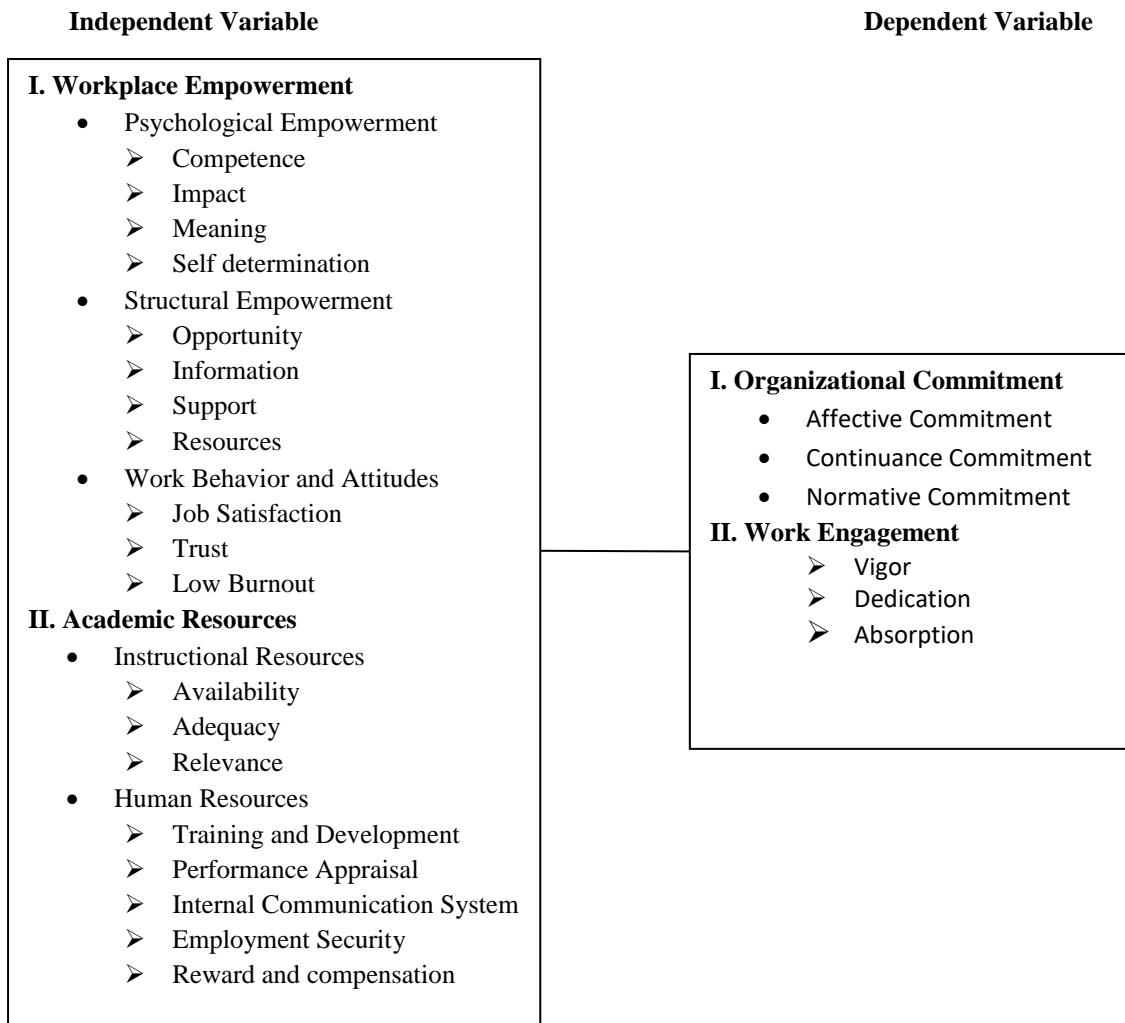 Independent Variable
Dependent Variable
I. Workplace Empowerment
• Psychological Empowerment
➢ Competence
➢ Impact
➢ Meaning
➢ Self determination
• Structural Empowerment
➢ Opportunity
➢ Information
➢ Support
➢ Resources
• Work Behavior and Attitudes
➢ Job Satisfaction
➢ Trust
➢ Low Burnout
II. Academic Resources
• Instructional Resources
➢ Availability
➢ Adequacy
➢ Relevance
• Human Resources
➢ Training and Development
➢ Performance Appraisal
➢ Internal Communication System
➢ Employment Security
➢ Reward and compensation
I. Organizational Commitment
• Affective Commitment
• Continuance Commitment
• Normative Commitment
II. Work Engagement
➢ Vigor
➢ Dedication
➢ Absorption